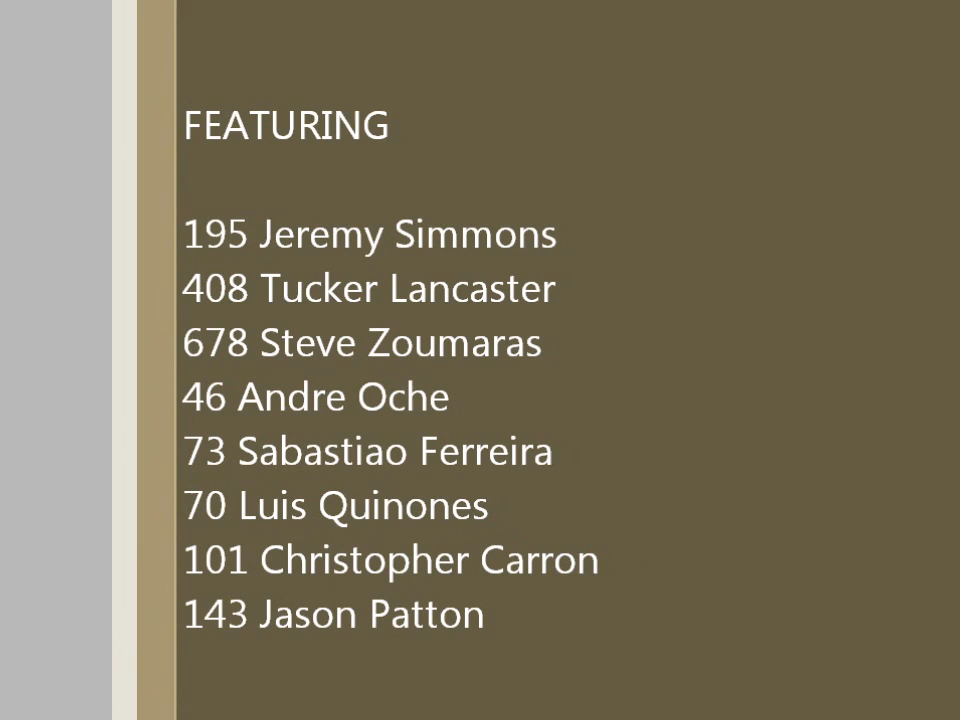 FEATURING
195 Jeremy Simmons
408 Tucker Lancaster
678 Steve Zoumaras
46 Andre Oche
73 Sabastiao Ferreira
70 Luis Quinones
101 Christopher Carron
143 Jason Patton